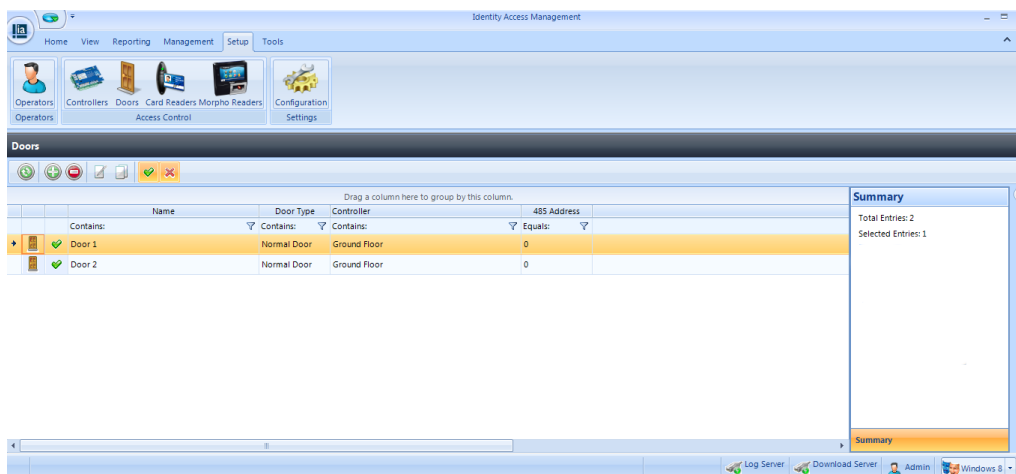 Identity Access Management
ia
Home View Reporting Management Setup Tools
Operators Controllers Doors Card Readers Morpho Readers Configuration
Operators Access Control Settings
Doors
Drag a column here to group by this column.
Name Door Type Controller 485 Address
Contains: Contains: Contains: Equals:
Door 1 Normal Door Ground Floor 0
Door 2 Normal Door Ground Floor 0
Summary
Total Entries: 2
Selected Entries: 1
Summary
Log Server Download Server Admin Windows 8